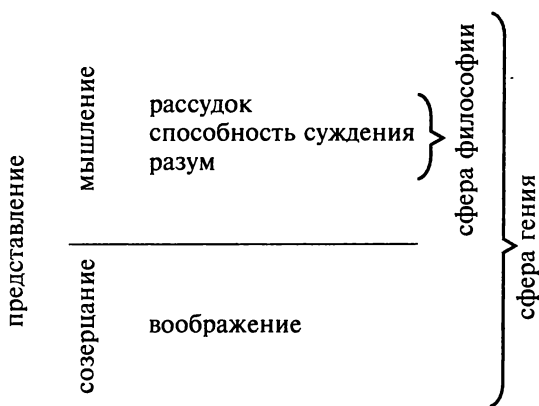 представление
мышление
рассудок
способность суждения
разум
сфера философии
сфера гения
созерцание
воображение